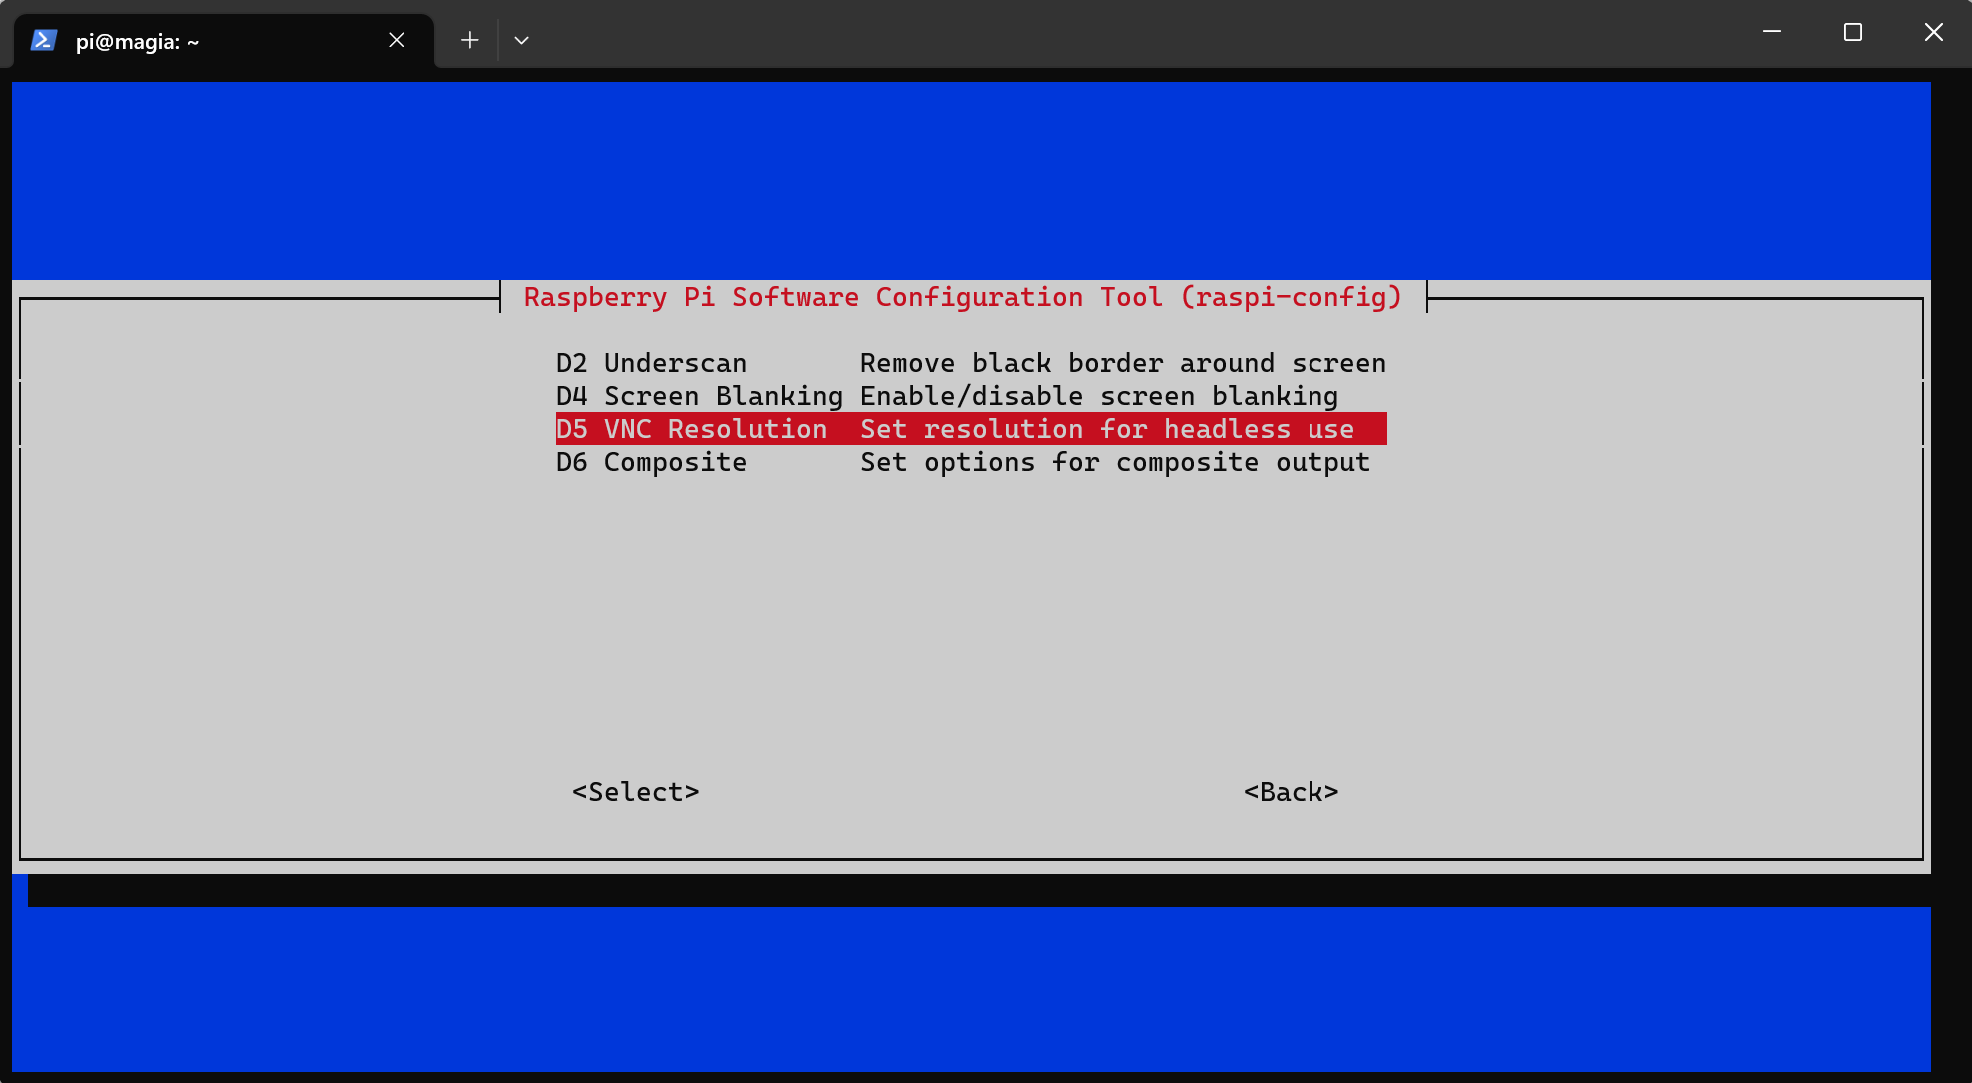 pi@magia: ~
Raspberry Pi Software Configuration Tool (raspi-config)
D2 Underscan Remove black border around screen
D4 Screen Blanking Enable/disable screen blanking
D5 VNC Resolution Set resolution for headless use
D6 Composite Set options for composite output
<Select> <Back>